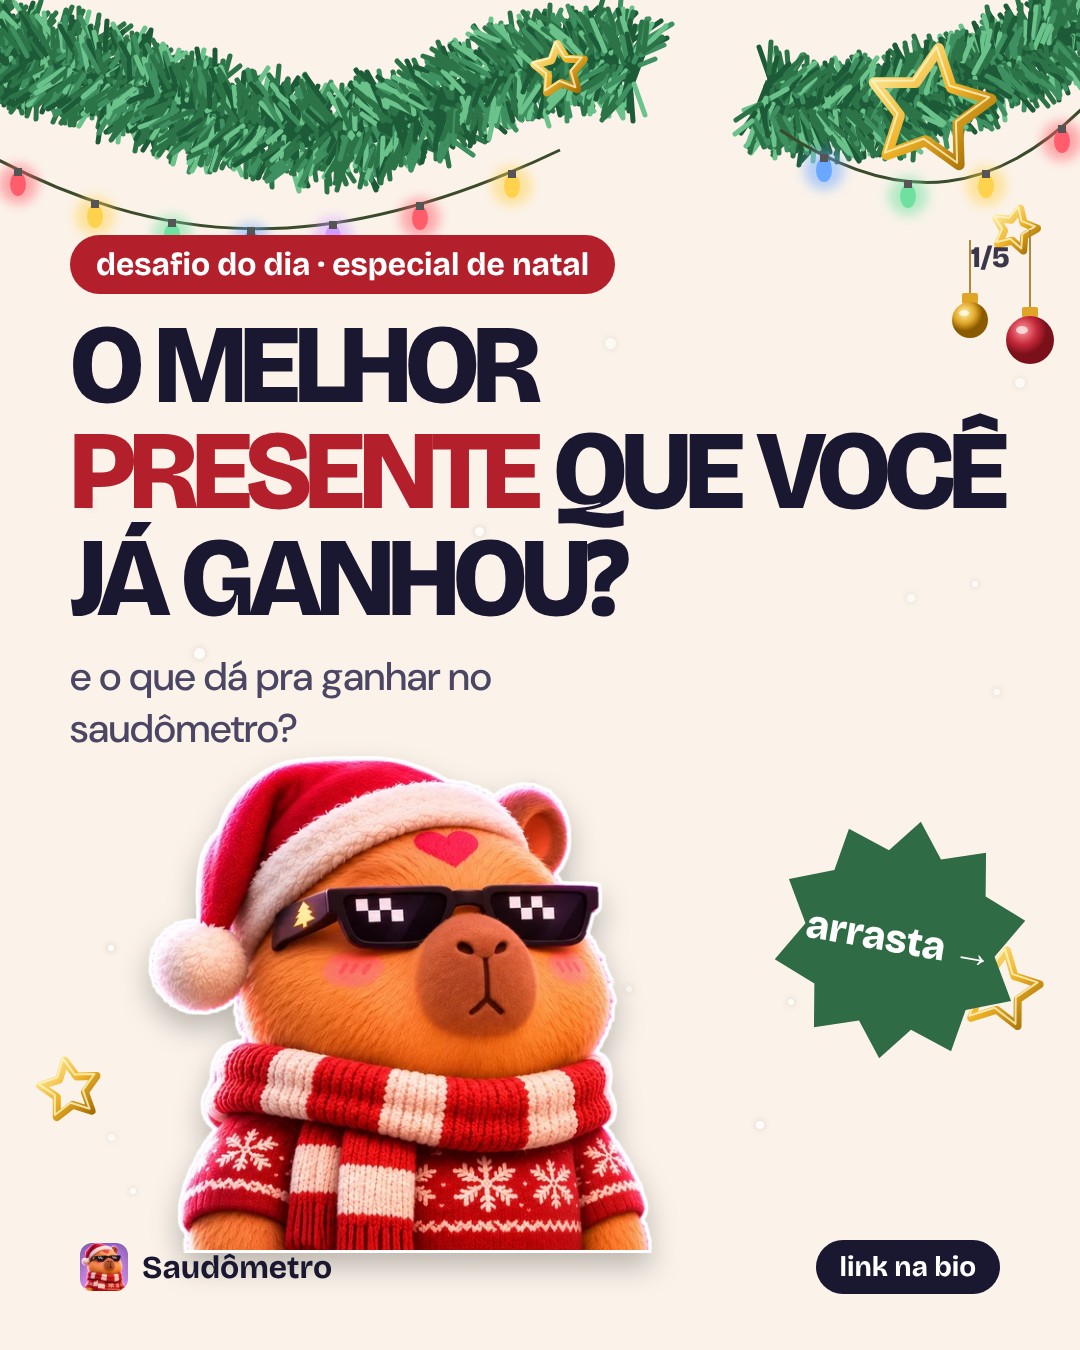 desafio do dia · especial de natal
1/5
O MELHOR
PRESENTE QUE VOCÊ
JÁ GANHOU?
e o que dá pra ganhar no
saudômetro?
arrasta →
Saudômetro
link na bio